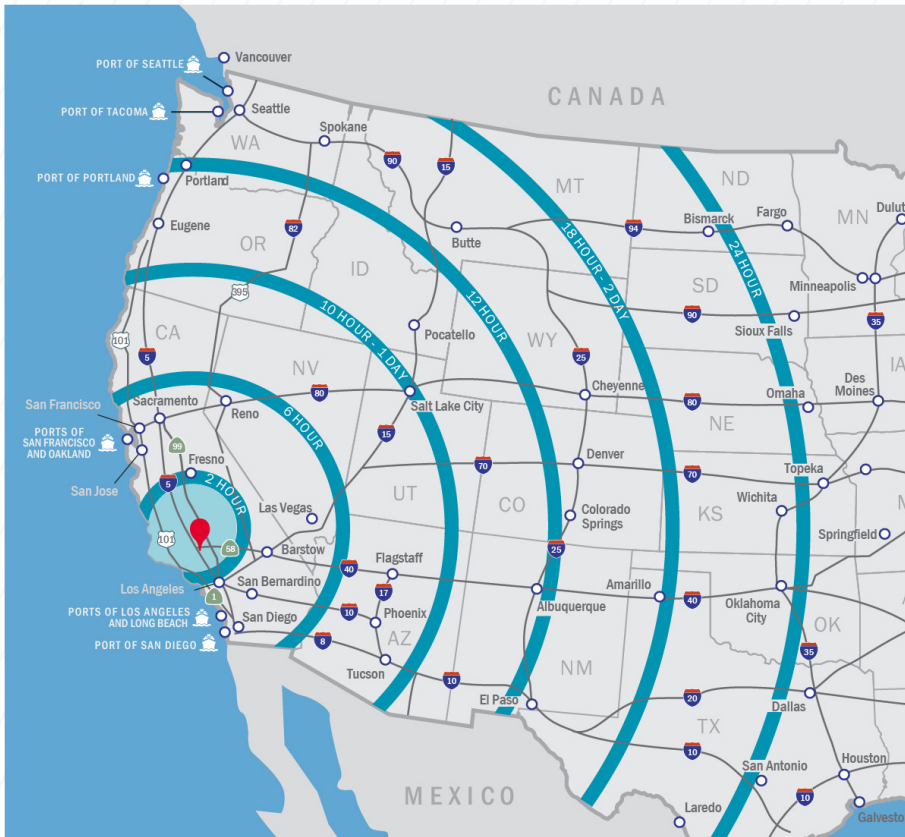 Vancouver
PORT OF SEATTLE
CANADA
PORT OF TACOMA
Seattle
Spokane
WA
90
15
PORT OF PORTLAND
Portland
MT
ND
Eugene
82
Butte
94
Bismarck
Fargo
MN
Dulut
OR
ID
18 HOUR - 2 DAY
24 HOUR
395
10 HOUR - 1 DAY
12 HOUR
SD
Minneapolis
90
Sioux Falls
35
101
CA
5
NV
Pocatello
WY
25
IA
Des
Moines
San Francisco
Sacramento
Reno
80
Salt Lake City
Cheyenne
80
Omaha
PORTS OF
SAN FRANCISCO
AND OAKLAND
99
6 HOUR
15
NE
Fresno
Denver
San Jose
5
2 HOUR
70
70
Topeka
UT
CO
KS
Wichita
Las Vegas
Colorado
Springs
Springfield
M
101
58
Barstow
Flagstaff
25
40
Los Angeles
San Bernardino
17
Albuquerque
Amarillo
40
Oklahoma
City
1
10
Phoenix
PORTS OF LOS ANGELES
AND LONG BEACH
San Diego
AZ
OK
PORT OF SAN DIEGO
8
35
Tucson
NM
10
El Paso
20
Dallas
TX
10
San Antonio
Houston
MEXICO
10
Laredo
Galvesto